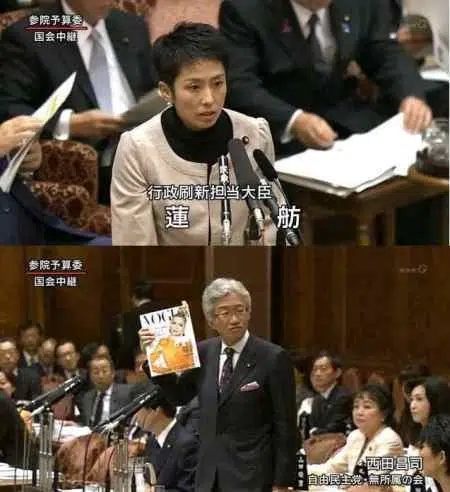 参院予算委
国会中継
行政刷新担当大臣
蓮 舫
参院予算委
国会中継
NHK G
VOGUE
西田昌司
自由民主党・無所属の会